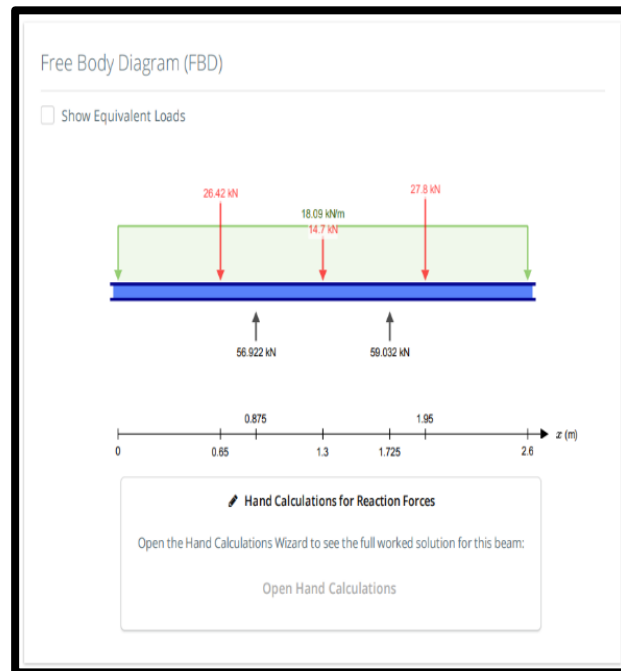 Free Body Diagram (FBD)
Show Equivalent Loads
26.42 kN
27.8 kN
18.09 kN/m
14.7 kN
56.922 kN
59.032 kN
0.875
1.95
x (m)
0
0.65
1.3
1.725
2.6
Hand Calculations for Reaction Forces
Open the Hand Calculations Wizard to see the full worked solution for this beam:
Open Hand Calculations